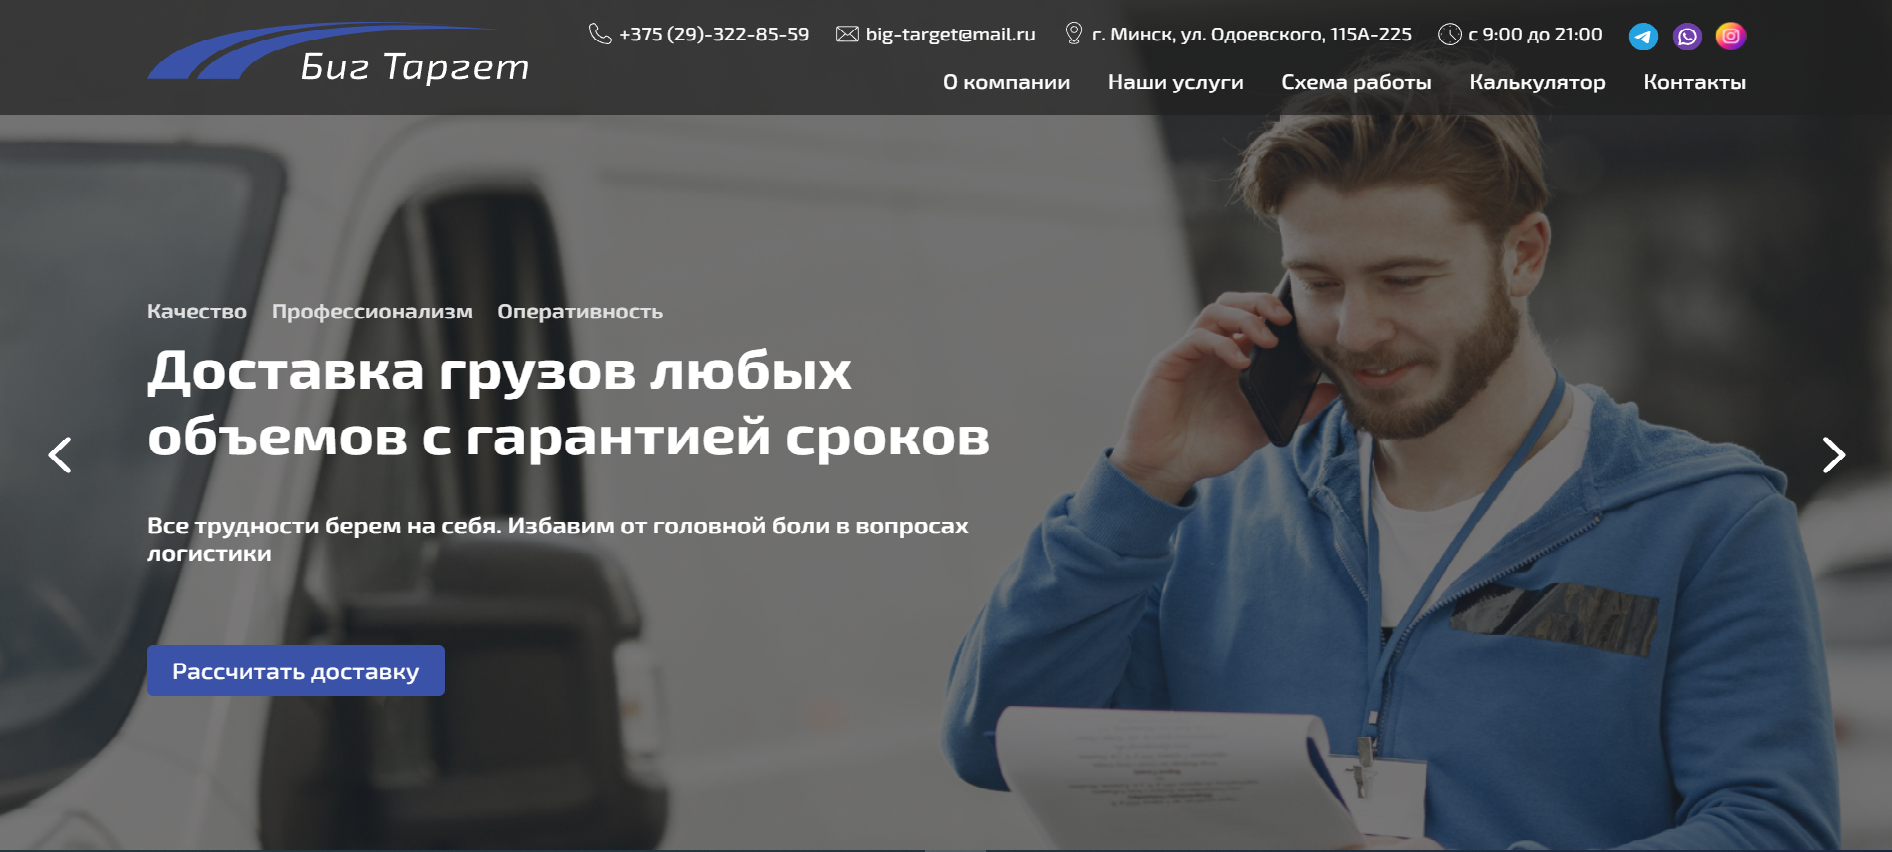 Биг Таргет
+375 (29)-322-85-59
big-target@mail.ru
г. Минск, ул. Одоевского, 115А-225
с 9:00 до 21:00
О компании
Наши услуги
Схема работы
Калькулятор
Контакты
Качество Профессионализм Оперативность
Доставка грузов любых
объемов с гарантией сроков
Все трудности берем на себя. Избавим от головной боли в вопросах
логистики
Рассчитать доставку